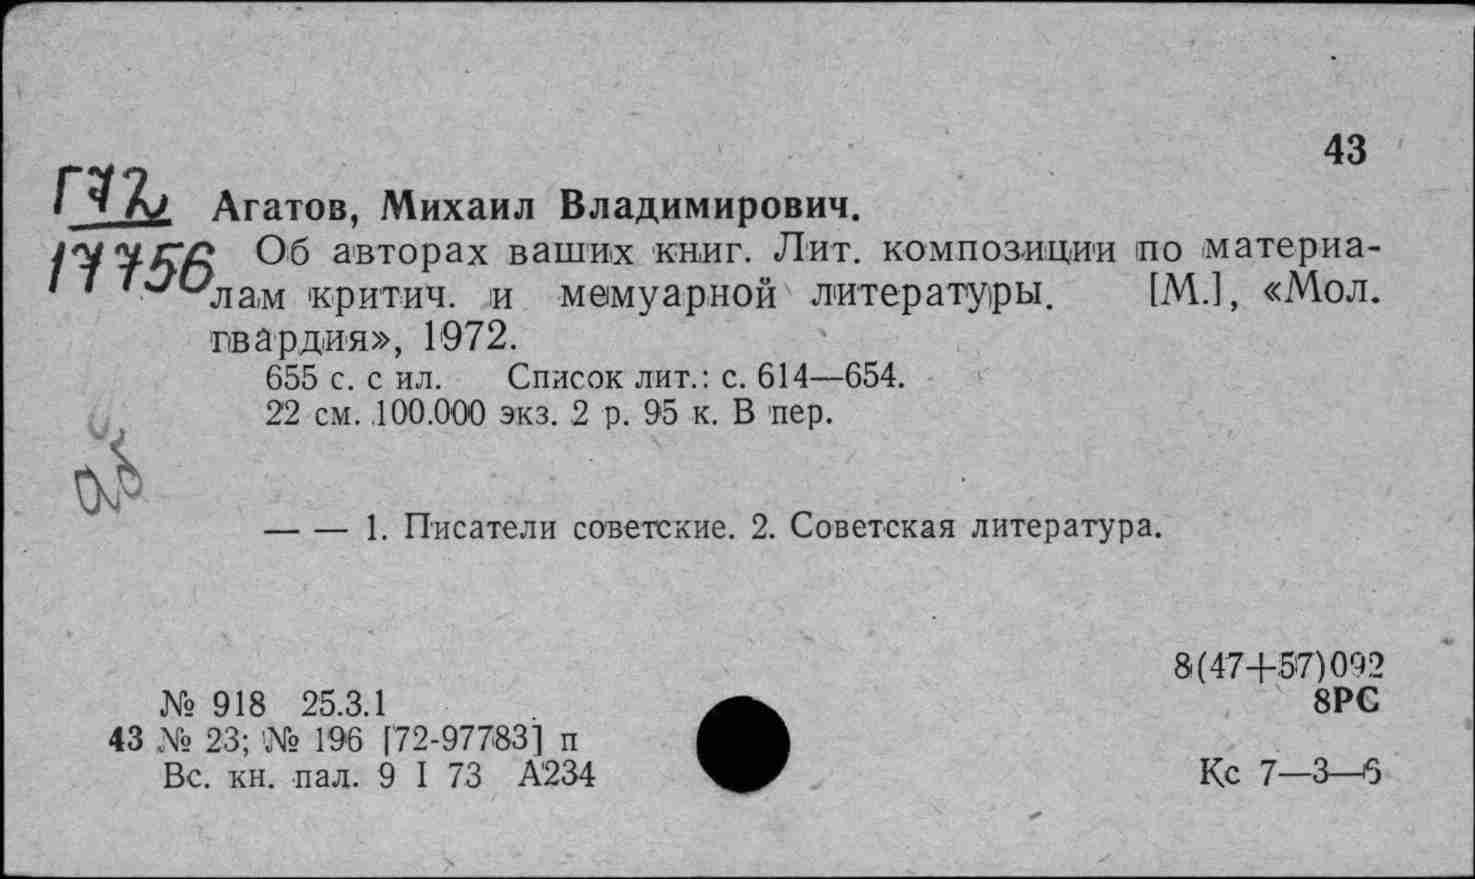 43
Г72
Агатов, Михаил Владимирович.
17756
Об авторах ваших книг. Лит. композиции по материа-
лам критич. и мемуарной литературы. [М.], «Мол.
гвардия», 1972.
655 с. с ил. Список лит.: с. 614—654.
22 см. 100.000 экз. 2 р. 95 к. В пер.
— — 1. Писатели советские. 2. Советская литература.
8(47+57)092
8РС
№ 918 25.3.1
43 № 23; № 196 [72-97783] п
Вс. кн. пал. 9 I 73 А234
Кс 7—3—6